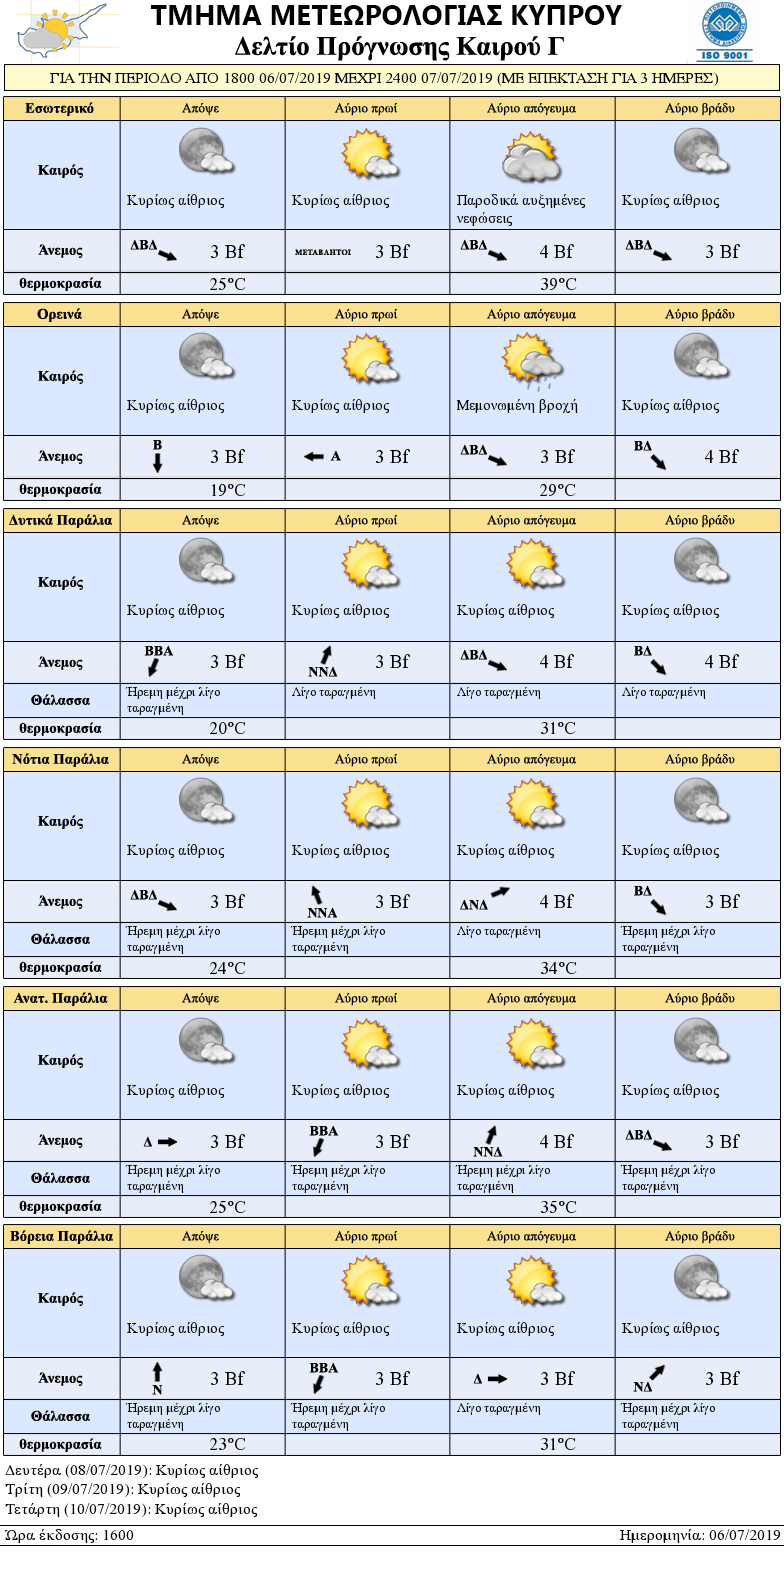 ΤΜΗΜΑ ΜΕΤΕΩΡΟΛΟΓΙΑΣ ΚΥΠΡΟΥ
Δελτίο Πρόγνωσης Καιρού Γ
ISO 9001
ΓΙΑ ΤΗΝ ΠΕΡΙΟΔΟ ΑΠΟ 1800 06/07/2019 ΜΕΧΡΙ 2400 07/07/2019 (ΜΕ ΕΠΕΚΤΑΣΗ ΓΙΑ 3 ΗΜΕΡΕΣ)
Εσωτερικό Απόψε Αύριο πρωί Αύριο απόγευμα Αύριο βράδυ
Καιρός
Κυρίως αίθριος Κυρίως αίθριος Παροδικά αυξημένες Κυρίως αίθριος
νεφώσεις
Άνεμος ΔΒΔ 3 Bf ΜΕΤΑΒΛΗΤΟΙ 3 Bf ΔΒΔ 4 Bf ΔΒΔ 3 Bf
θερμοκρασία 25°C 39°C
Ορεινά Απόψε Αύριο πρωί Αύριο απόγευμα Αύριο βράδυ
Καιρός
Κυρίως αίθριος Κυρίως αίθριος Μεμονωμένη βροχή Κυρίως αίθριος
Άνεμος Β 3 Bf Α 3 Bf ΔΒΔ 3 Bf ΒΔ 4 Bf
θερμοκρασία 19°C 29°C
Δυτικά Παράλια Απόψε Αύριο πρωί Αύριο απόγευμα Αύριο βράδυ
Καιρός
Κυρίως αίθριος Κυρίως αίθριος Κυρίως αίθριος Κυρίως αίθριος
Άνεμος ΒΒΑ 3 Bf ΝΝΔ 3 Bf ΔΒΔ 4 Bf ΒΔ 4 Bf
Θάλασσα Ήρεμη μέχρι λίγο Λίγο ταραγμένη Λίγο ταραγμένη Λίγο ταραγμένη
ταραγμένη
θερμοκρασία 20°C 31°C
Νότια Παράλια Απόψε Αύριο πρωί Αύριο απόγευμα Αύριο βράδυ
Καιρός
Κυρίως αίθριος Κυρίως αίθριος Κυρίως αίθριος Κυρίως αίθριος
Άνεμος ΔΒΔ 3 Bf ΝΝΑ 3 Bf ΔΝΔ 4 Bf ΒΔ 3 Bf
Θάλασσα Ήρεμη μέχρι λίγο Ήρεμη μέχρι λίγο Λίγο ταραγμένη Ήρεμη μέχρι λίγο
ταραγμένη ταραγμένη ταραγμένη
θερμοκρασία 24°C 34°C
Ανατ. Παράλια Απόψε Αύριο πρωί Αύριο απόγευμα Αύριο βράδυ
Καιρός
Κυρίως αίθριος Κυρίως αίθριος Κυρίως αίθριος Κυρίως αίθριος
Άνεμος Δ 3 Bf ΒΒΑ 3 Bf ΝΝΔ 4 Bf ΔΒΔ 3 Bf
Θάλασσα Ήρεμη μέχρι λίγο Ήρεμη μέχρι λίγο Ήρεμη μέχρι λίγο Ήρεμη μέχρι λίγο
ταραγμένη ταραγμένη ταραγμένη ταραγμένη
θερμοκρασία 25°C 35°C
Βόρεια Παράλια Απόψε Αύριο πρωί Αύριο απόγευμα Αύριο βράδυ
Καιρός
Κυρίως αίθριος Κυρίως αίθριος Κυρίως αίθριος Κυρίως αίθριος
Άνεμος Ν 3 Bf ΒΒΑ 3 Bf Δ 3 Bf ΝΔ 3 Bf
Θάλασσα Ήρεμη μέχρι λίγο Ήρεμη μέχρι λίγο Λίγο ταραγμένη Ήρεμη μέχρι λίγο
ταραγμένη ταραγμένη ταραγμένη
θερμοκρασία 23°C 31°C
Δευτέρα (08/07/2019): Κυρίως αίθριος
Τρίτη (09/07/2019): Κυρίως αίθριος
Τετάρτη (10/07/2019): Κυρίως αίθριος
Ώρα έκδοσης: 1600 Ημερομηνία: 06/07/2019